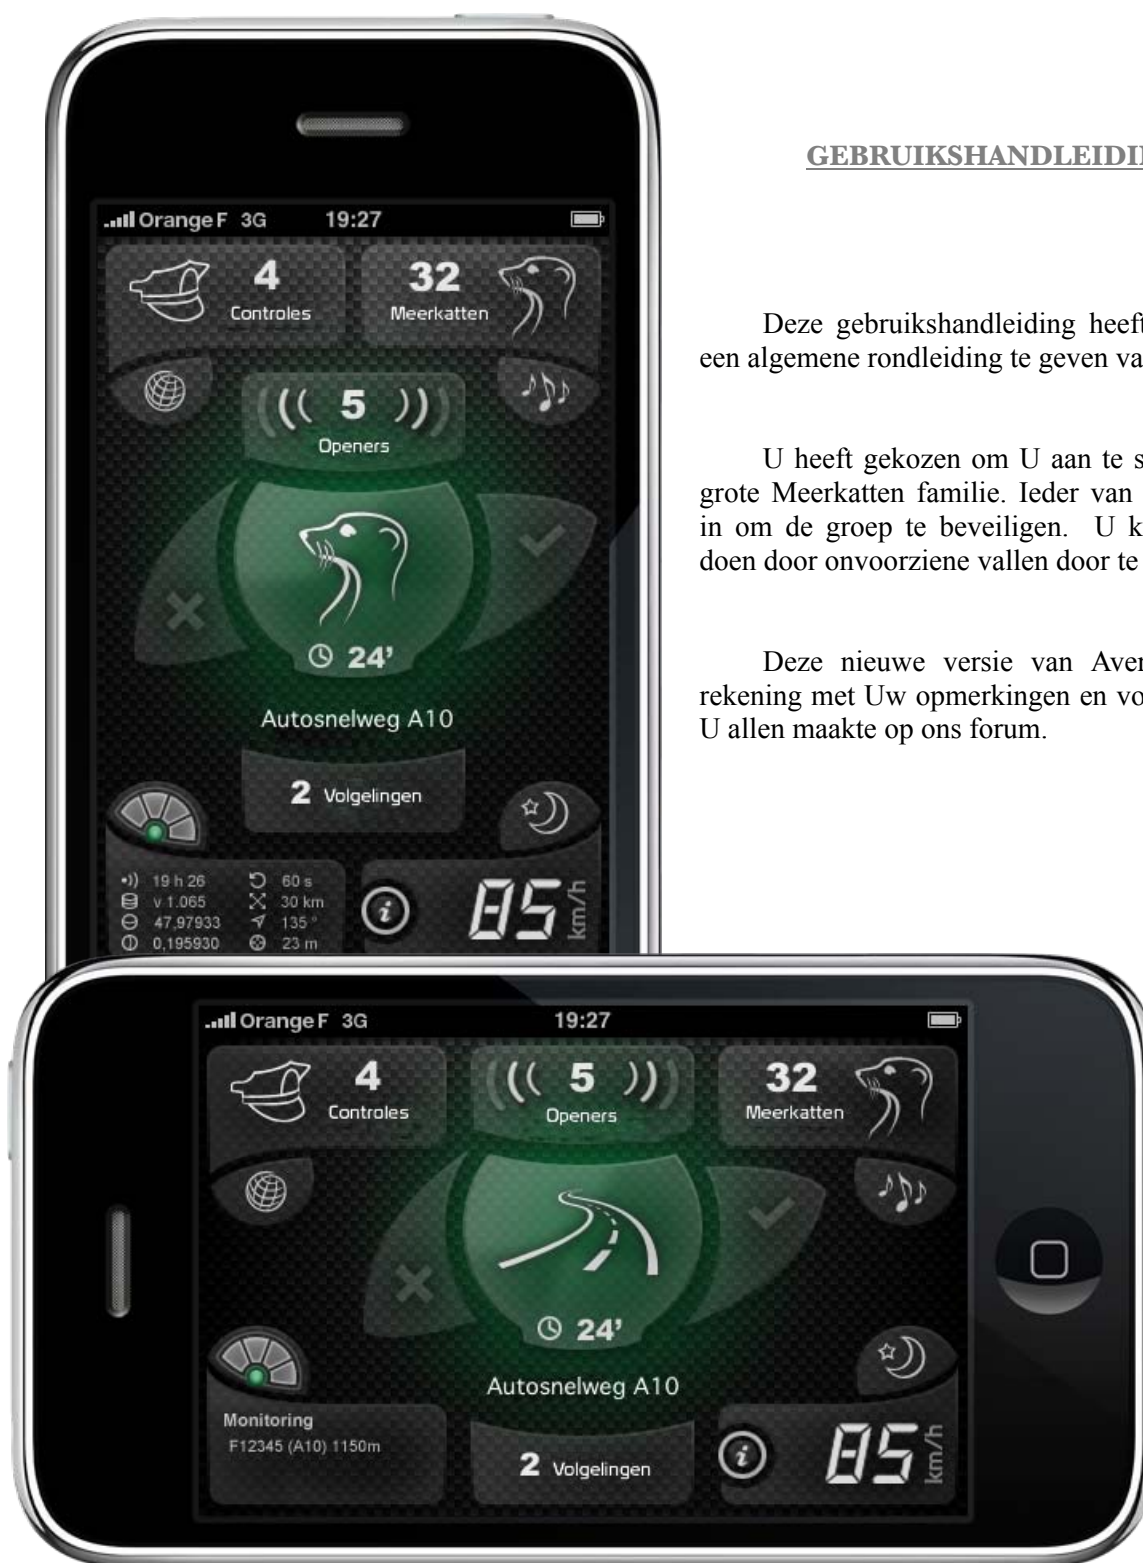 GEBRUIKSHANDLEIDI
Deze gebruikshandleiding heeft
een algemene rondleiding te geven va
U heeft gekozen om U aan te s
grote Meerkatten familie. Ieder van
in om de groep te beveiligen. U k
doen door onvoorziene vallen door te
Deze nieuwe versie van Aver
rekening met Uw opmerkingen en vo
U allen maakte op ons forum.
Orange F 3G 19:27
4 32
Controles Meerkatten
5
Openers
24'
Autosnelweg A10
2 Volgelingen
19 h 26 60 s
v 1.065 30 km
47,97933 135 °
0,195930 23 m
i
85 km/h
Orange F 3G 19:27
4 5 32
Controles Openers Meerkatten
24'
Autosnelweg A10
Monitoring
F12345 (A10) 1150m
2 Volgelingen
i
85 km/h